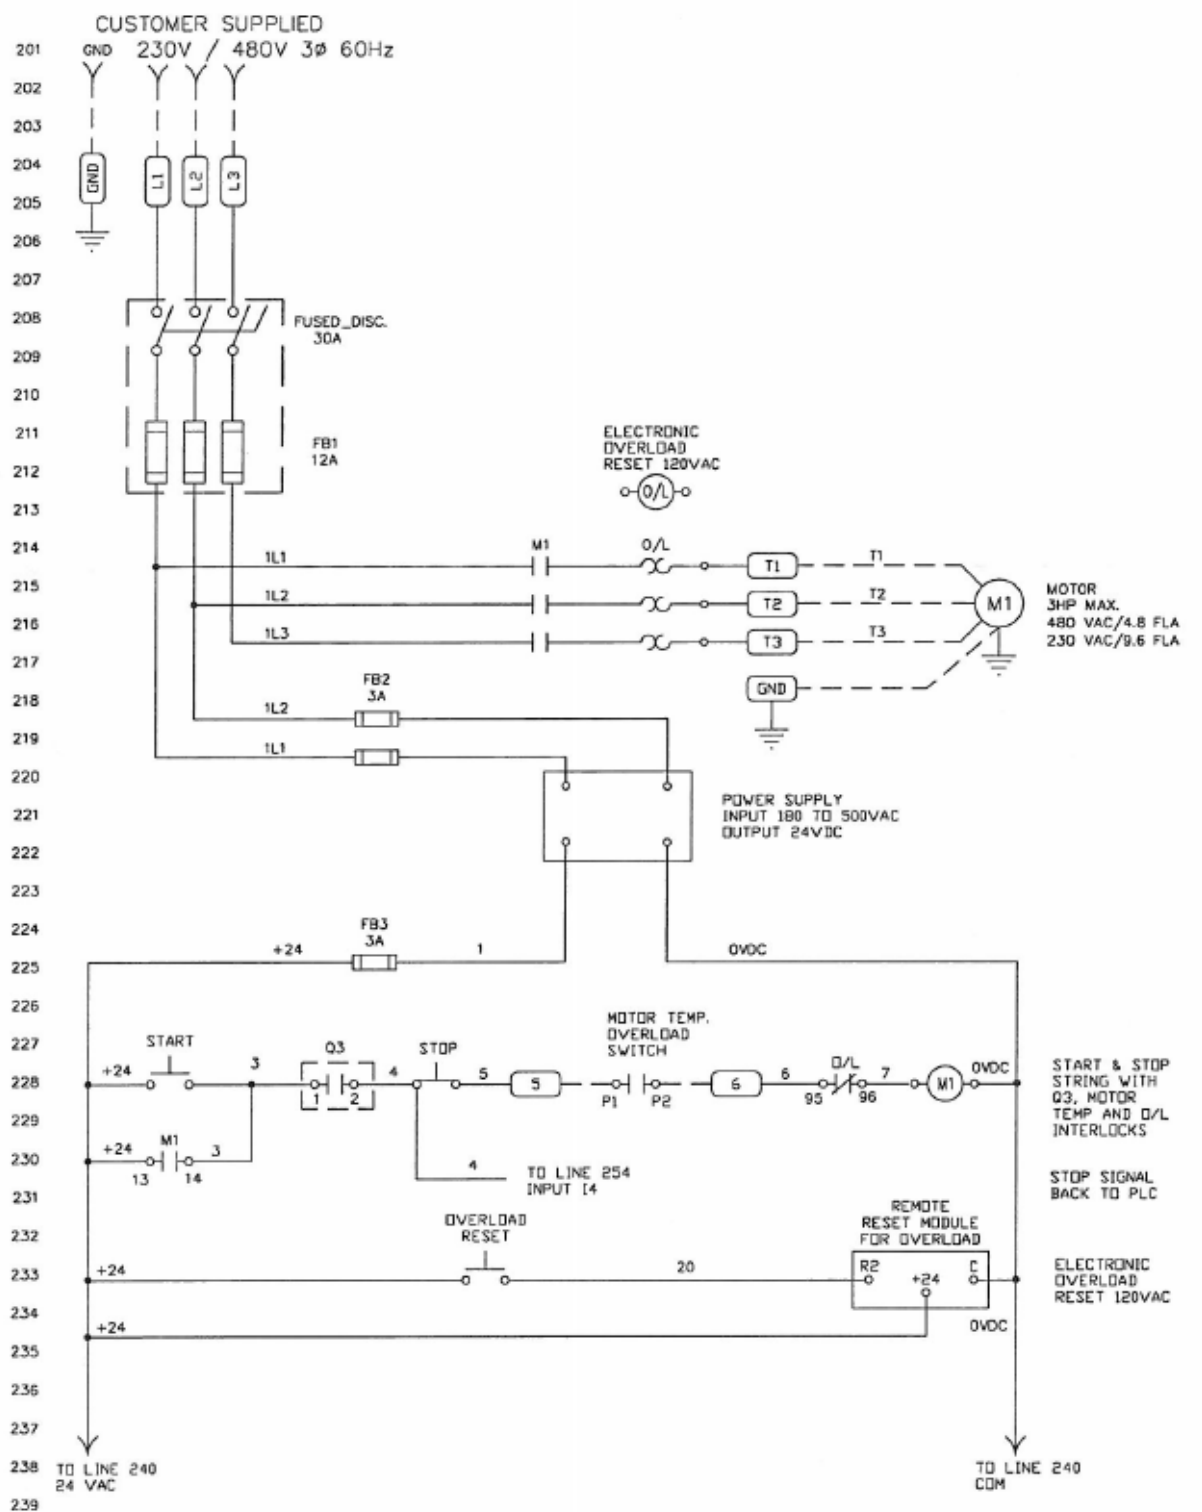 CUSTOMER SUPPLIED
201 GND 230V / 480V 3ø 60Hz
202
203
204
GND L1 L2 L3
205
206
207
208
FUSED_DISC.
30A
209
210
211
FB1
12A
212
ELECTRONIC
OVERLOAD
RESET 120VAC
O/L
213
214
1L1 M1 O/L T1 T1
215
1L2 T2 T2 M1
MOTOR
3HP MAX.
480 VAC/4.8 FLA
230 VAC/9.6 FLA
216
1L3 T3 T3
217
FB2
3A
GND
218
1L2
219
1L1
220
221
POWER SUPPLY
INPUT 180 TO 500VAC
OUTPUT 24VDC
222
223
224
FB3
3A
+24 1 0VDC
225
226
227
START 3 Q3 STOP
MOTOR TEMP.
OVERLOAD
SWITCH
O/L
228
+24 1 2 4 5 5 P1 P2 6 6 95 96 7 M1 0VDC
START & STOP
STRING WITH
Q3, MOTOR
TEMP AND O/L
INTERLOCKS
229
230
+24 M1 3
13 14
4 TO LINE 254
INPUT I4
STOP SIGNAL
BACK TO PLC
231
232
OVERLOAD
RESET
REMOTE
RESET MODULE
FOR OVERLOAD
233
+24 20 R2 +24 C
ELECTRONIC
OVERLOAD
RESET 120VAC
234
+24 0VDC
235
236
237
238 TO LINE 240
24 VAC
TO LINE 240
COM
239